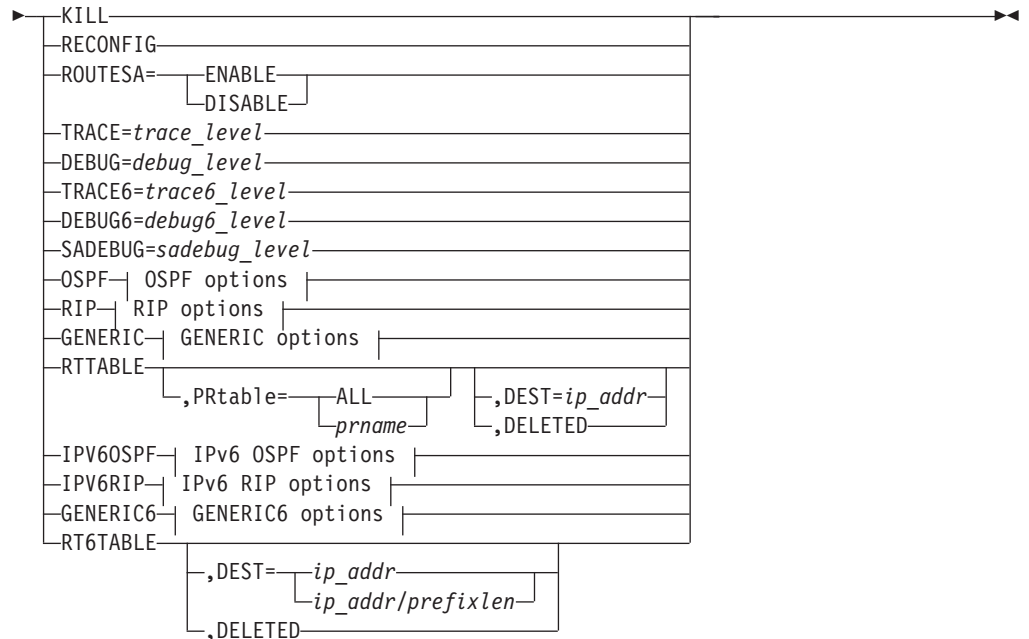 KILL
RECONFIG
ROUTESA= ENABLE
DISABLE
TRACE=trace_level
DEBUG=debug_level
TRACE6=trace6_level
DEBUG6=debug6_level
SADEBUG=sadebug_level
OSPF OSPF options
RIP RIP options
GENERIC GENERIC options
RTTABLE
,PRtable= ALL ,DEST=ip_addr
prname ,DELETED
IPV6OSPF IPv6 OSPF options
IPV6RIP IPv6 RIP options
GENERIC6 GENERIC6 options
RT6TABLE
,DEST= ip_addr
ip_addr/prefixlen
,DELETED